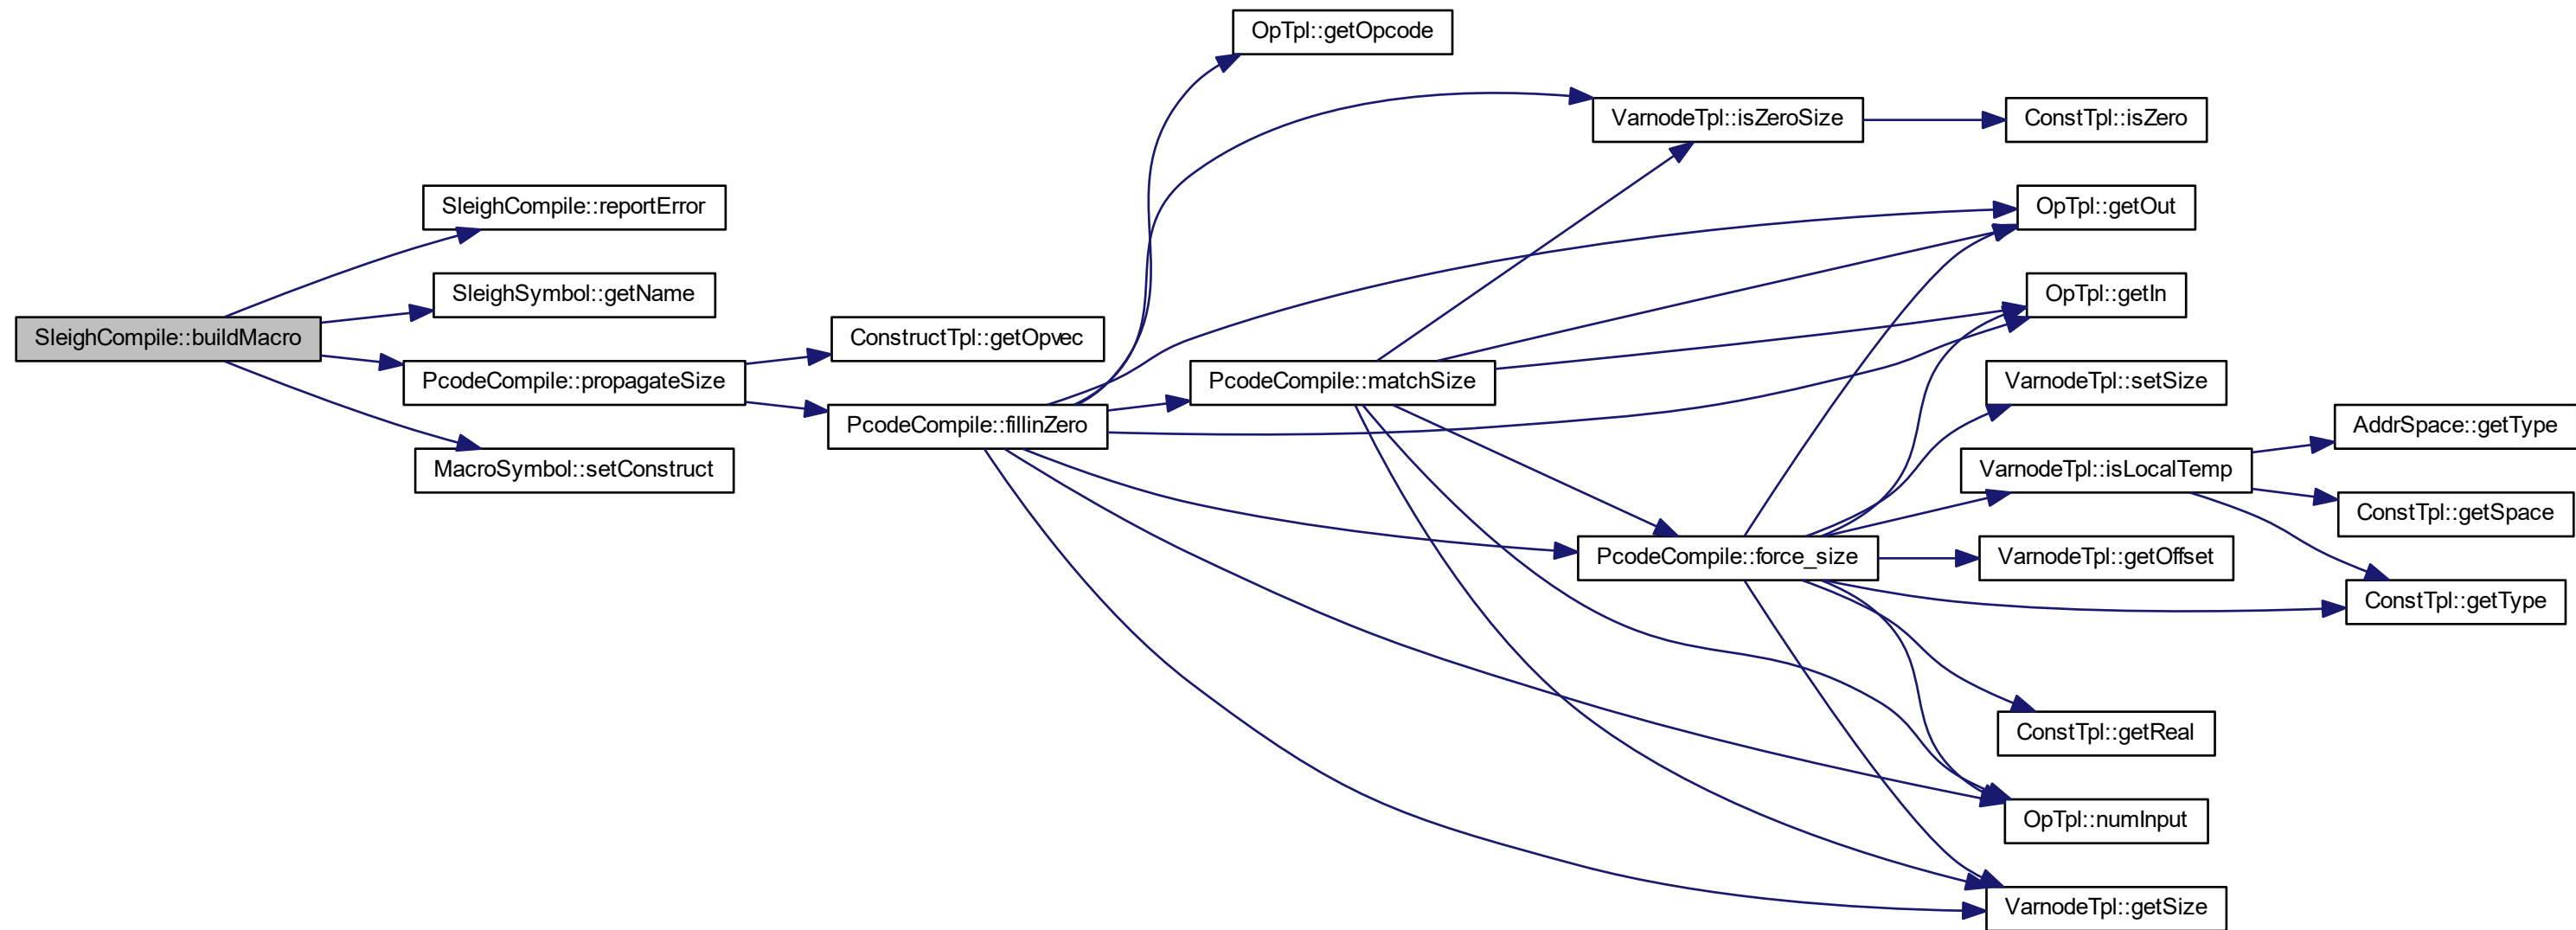 OpTpl::getOpcode
VarnodeTpl::isZeroSize
ConstTpl::isZero
SleighCompile::reportError
OpTpl::getOut
SleighSymbol::getName
OpTpl::getIn
SleighCompile::buildMacro
ConstructTpl::getOpvec
PcodeCompile::propagateSize
PcodeCompile::matchSize
VarnodeTpl::setSize
PcodeCompile::fillinZero
AddrSpace::getType
MacroSymbol::setConstruct
VarnodeTpl::isLocalTemp
ConstTpl::getSpace
PcodeCompile::force_size
VarnodeTpl::getOffset
ConstTpl::getType
ConstTpl::getReal
OpTpl::numInput
VarnodeTpl::getSize